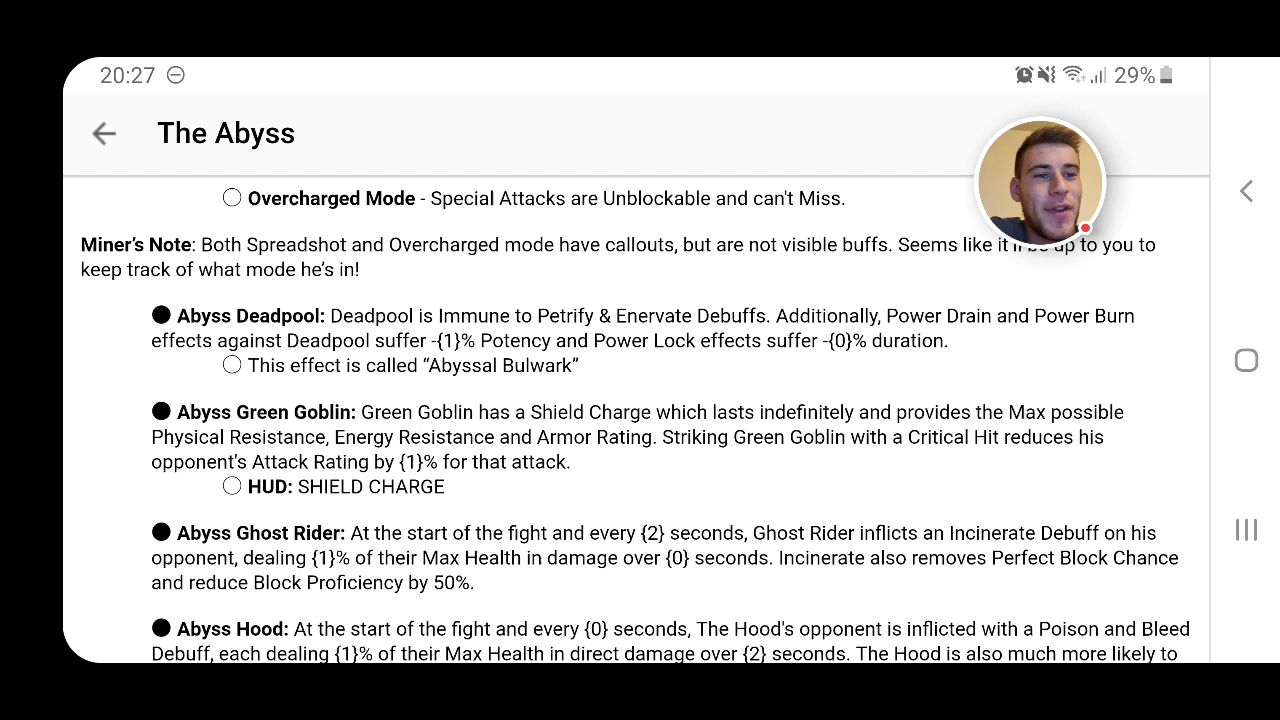 20:27 29%
The Abyss
Overcharged Mode - Special Attacks are Unblockable and can't Miss.
Miner's Note: Both Spreadshot and Overcharged mode have callouts, but are not visible buffs. Seems like it up to you to
keep track of what mode he's in!
Abyss Deadpool: Deadpool is Immune to Petrify & Enervate Debuffs. Additionally, Power Drain and Power Burn
effects against Deadpool suffer -{1}% Potency and Power Lock effects suffer -{0}% duration.
This effect is called “Abyssal Bulwark”
Abyss Green Goblin: Green Goblin has a Shield Charge which lasts indefinitely and provides the Max possible
Physical Resistance, Energy Resistance and Armor Rating. Striking Green Goblin with a Critical Hit reduces his
opponent's Attack Rating by {1}% for that attack.
HUD: SHIELD CHARGE
Abyss Ghost Rider: At the start of the fight and every {2} seconds, Ghost Rider inflicts an Incinerate Debuff on his
opponent, dealing {1}% of their Max Health in damage over {0} seconds. Incinerate also removes Perfect Block Chance
and reduce Block Proficiency by 50%.
Abyss Hood: At the start of the fight and every {0} seconds, The Hood's opponent is inflicted with a Poison and Bleed
Debuff, each dealing {1}% of their Max Health in direct damage over {2} seconds. The Hood is also much more likely to